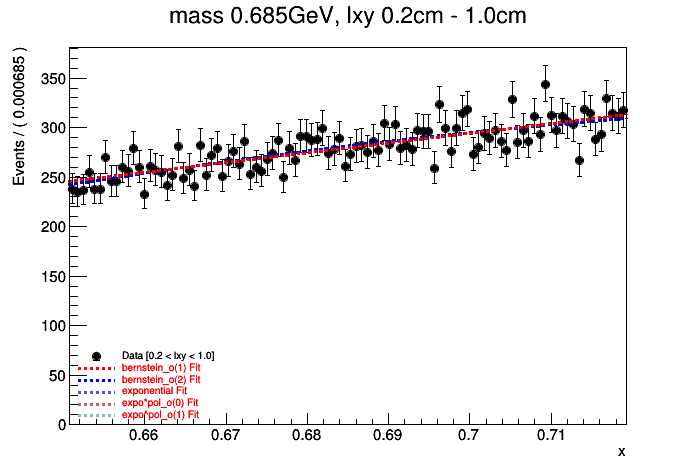 mass 0.685GeV, lxy 0.2cm - 1.0cm
Events / ( 0.000685 )
350
300
250
200
150
100
50
0
Data [0.2 < lxy < 1.0]
bernstein_o(1) Fit
bernstein_o(2) Fit
exponential Fit
expo*pol_o(0) Fit
expo*pol_o(1) Fit
0.66 0.67 0.68 0.69 0.7 0.71
x